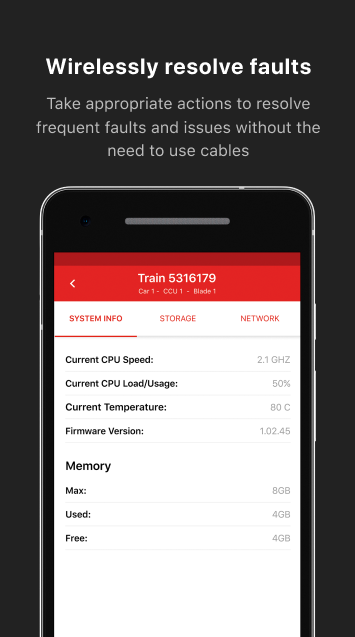 Wirelessly resolve faults
Take appropriate actions to resolve
frequent faults and issues without the
need to use cables
Train 5316179
Car 1 - CCU 1 - Blade 1
SYSTEM INFO STORAGE NETWORK
Current CPU Speed: 2.1 GHZ
Current CPU Load/Usage: 50%
Current Temperature: 80 C
Firmware Version: 1.02.45
Memory
Max: 8GB
Used: 4GB
Free: 4GB